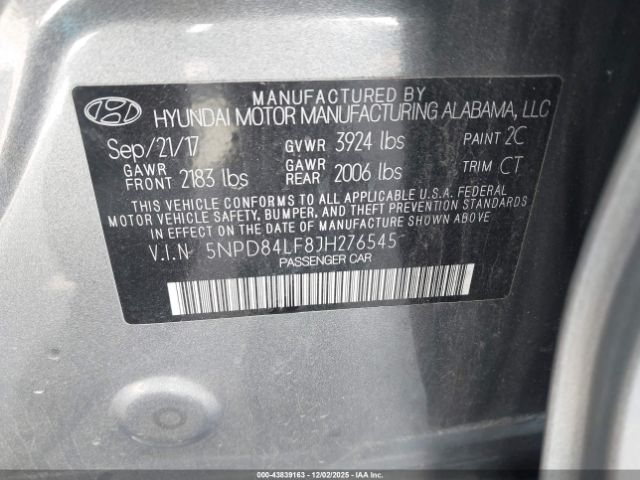 MANUFACTURED BY
HYUNDAI MOTOR MANUFACTURING ALABAMA, LLC
Sep/21/17 GVWR 3924 lbs PAINT 2C
GAWR FRONT 2183 lbs GAWR REAR 2006 lbs TRIM CT
THIS VEHICLE CONFORMS TO ALL APPLICABLE U.S.A. FEDERAL
MOTOR VEHICLE SAFETY, BUMPER, AND THEFT PREVENTION
STANDARDS IN EFFECT ON THE DATE OF MANUFACTURE SHOWN
ABOVE
V.I.N 5NPD84LF8JH276545
PASSENGER CAR
000-43839163 - 12/02/2025 - COPYRIGHT IAA, LLC